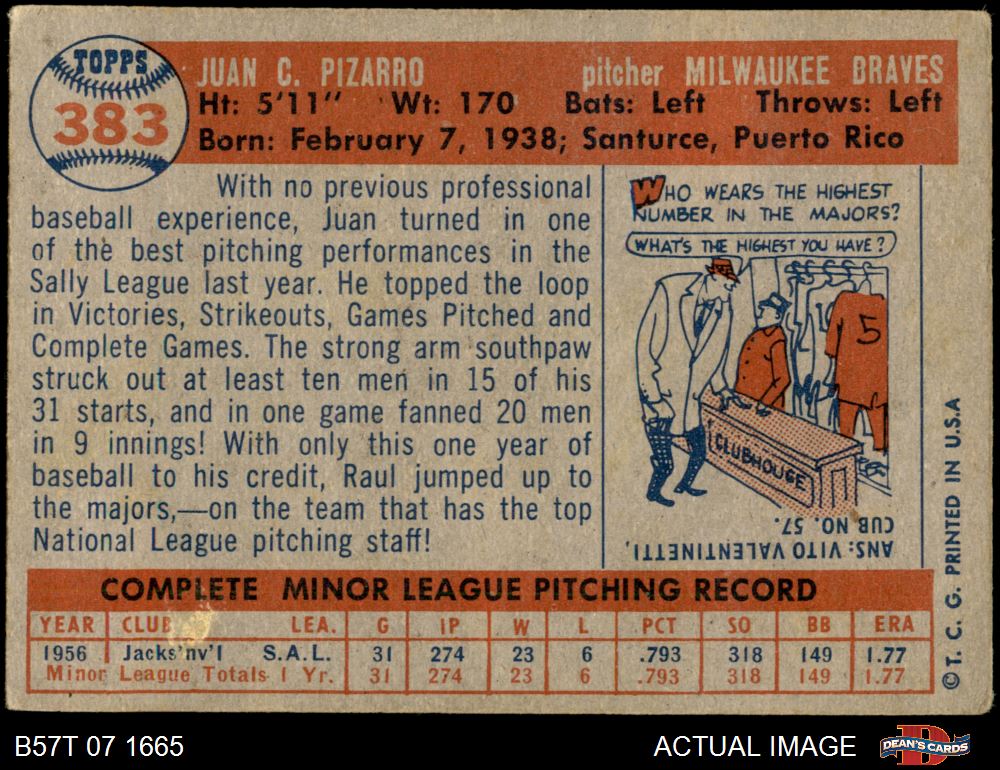 TOPPS
383
JUAN C. PIZARRO pitcher MILWAUKEE BRAVES
Ht: 5'11" Wt: 170 Bats: Left Throws: Left
Born: February 7, 1938; Santurce, Puerto Rico
With no previous professional
baseball experience, Juan turned in one
of the best pitching performances in the
Sally League last year. He topped the loop
in Victories, Strikeouts, Games Pitched and
Complete Games. The strong arm southpaw
struck out at least ten men in 15 of his
31 starts, and in one game fanned 20 men
in 9 innings! With only this one year of
baseball to his credit, Raul jumped up to
the majors,—on the team that has the top
National League pitching staff!
WHO WEARS THE HIGHEST
NUMBER IN THE MAJORS?
WHAT'S THE HIGHEST YOU HAVE?
5
CLUBHOUSE
ANS: VITO VALENTINETTI,
CUB NO. 57.
©T. C. G. PRINTED IN U.S.A
COMPLETE MINOR LEAGUE PITCHING RECORD
YEAR CLUB LEA. G IP W L PCT SO BB ERA
1956 Jacks'nv'l S.A.L. 31 274 23 6 .793 318 149 1.77
Minor League Totals 1 Yr. 31 274 23 6 .793 318 149 1.77
B57T 07 1665 ACTUAL IMAGE DEAN'S CARDS